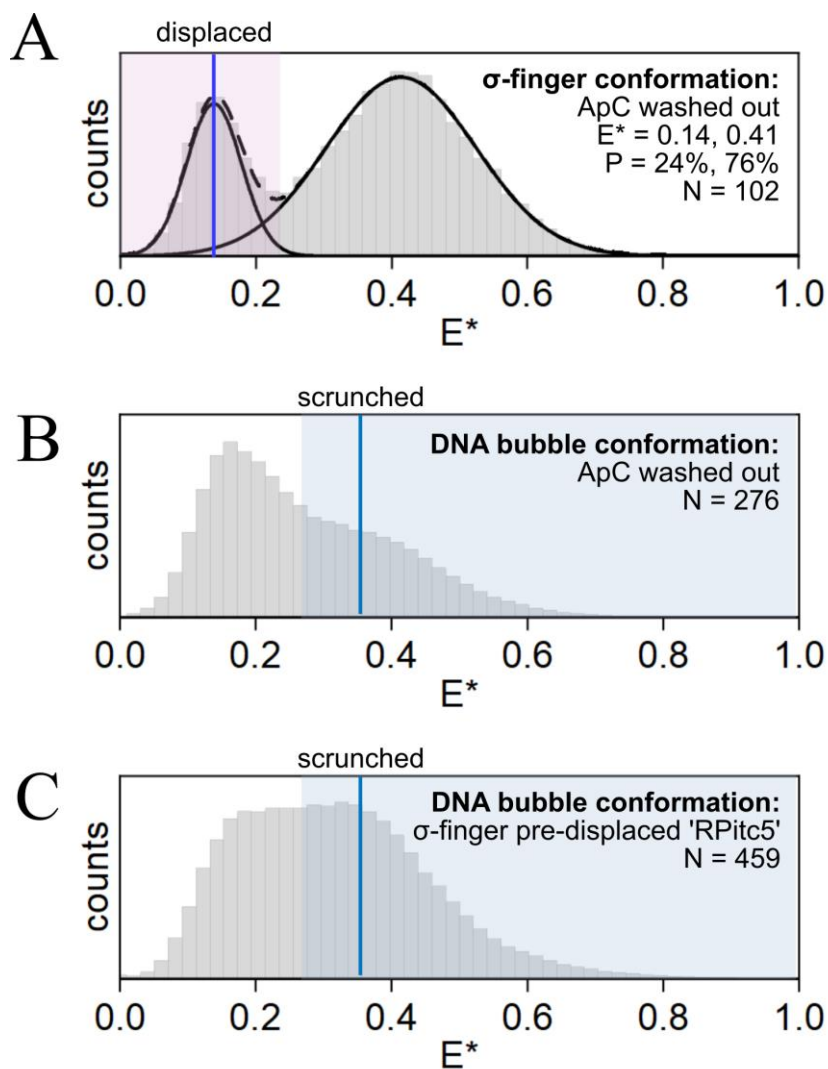 A
displaced
counts
σ-finger conformation:
ApC washed out
E* = 0.14, 0.41
P = 24%, 76%
N = 102
0.0 0.2 0.4 0.6 0.8 1.0
E*
B
scrunched
counts
DNA bubble conformation:
ApC washed out
N = 276
0.0 0.2 0.4 0.6 0.8 1.0
E*
C
scrunched
counts
DNA bubble conformation:
σ-finger pre-displaced 'RPitc5'
N = 459
0.0 0.2 0.4 0.6 0.8 1.0
E*